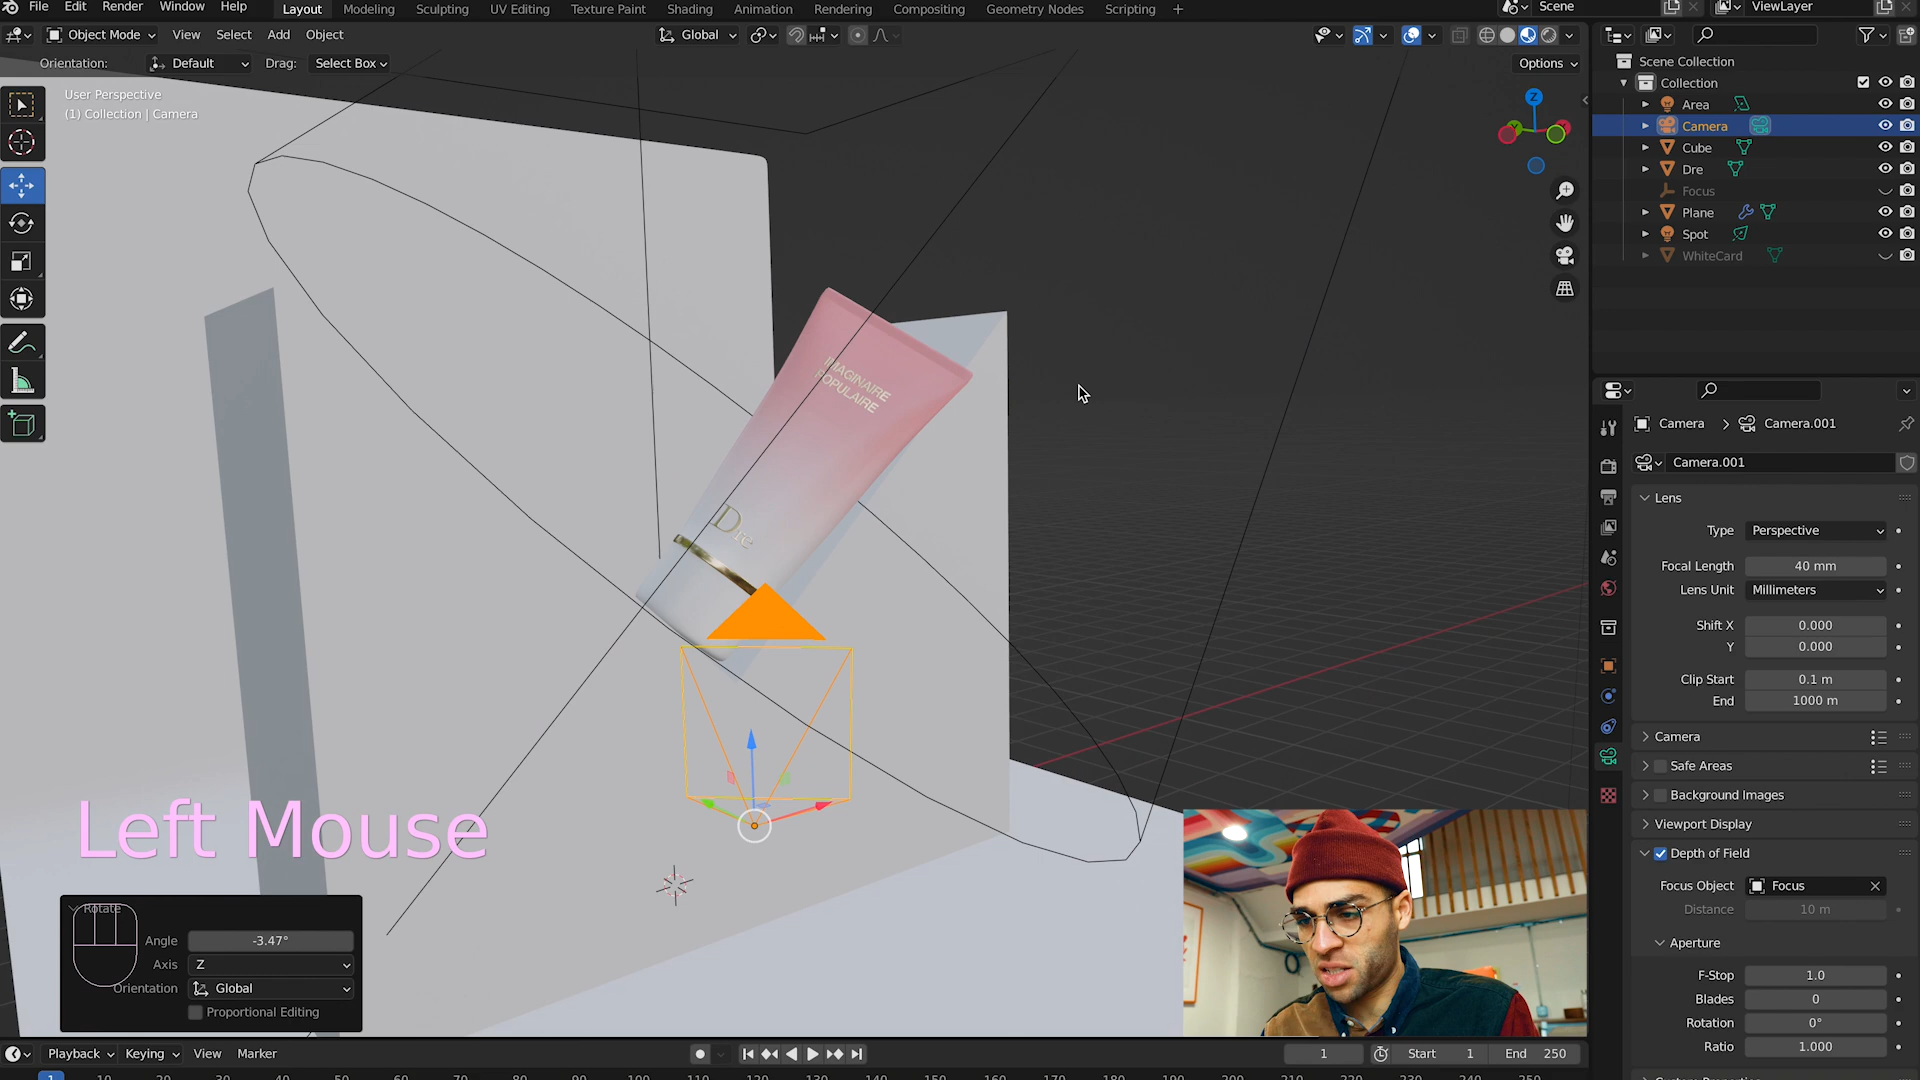 File Edit Render Window Help Layout Modeling Sculpting UV Editing Texture Paint Shading Animation Rendering Compositing Geometry Nodes Scripting + Scene ViewLayer
Object Mode View Select Add Object Global
Orientation: Default Drag: Select Box Options
User Perspective
(1) Collection | Camera
Z
Scene Collection
Collection
Area
Camera
Cube
Dre
Focus
Plane
Spot
WhiteCard
IMAGINAIRE
POPULAIRE
Dre
Camera > Camera.001
Camera.001
Lens
Type Perspective
Focal Length 40 mm
Lens Unit Millimeters
Shift X 0.000
Y 0.000
Clip Start 0.1 m
End 1000 m
Camera
Safe Areas
Background Images
Viewport Display
Depth of Field
Focus Object Focus
Distance 10 m
Aperture
F-Stop 1.0
Blades 0
Rotation 0°
Ratio 1.000
Left Mouse
Rotate
Angle -3.47°
Axis Z
Orientation Global
Proportional Editing
Playback Keying View Marker 1 Start 1 End 250